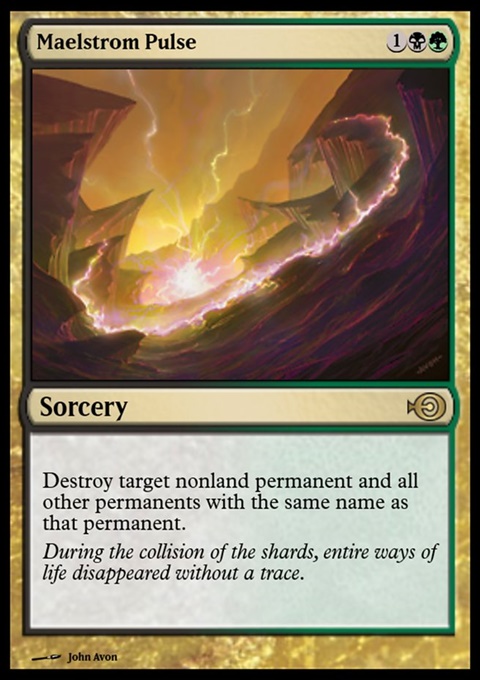 Maelstrom Pulse 1
Sorcery
Destroy target nonland permanent and all
other permanents with the same name as
that permanent.
During the collision of the shards, entire ways of
life disappeared without a trace.
John Avon